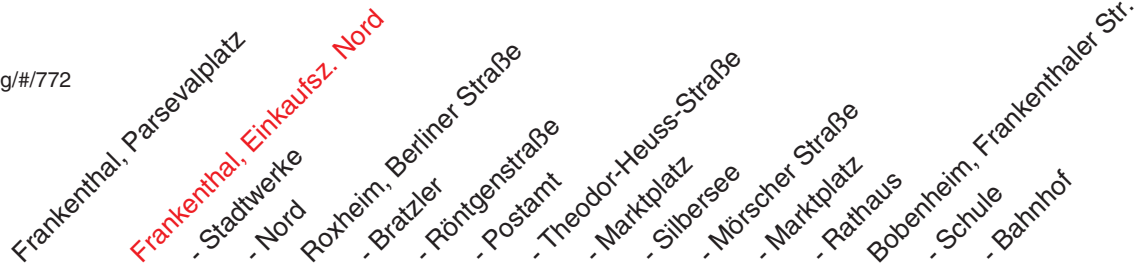 g/#/772
Frankenthal, Parsevalplatz
Frankenthal, Einkaufsz. Nord
- Stadtwerke
- Nord
Roxheim, Berliner Straße
- Bratzler
- Röntgenstraße
- Postamt
- Theodor-Heuss-Straße
- Marktplatz
- Silbersee
- Mörscher Straße
- Marktplatz
- Rathaus
Bobenheim, Frankenthaler Str.
- Schule
- Bahnhof